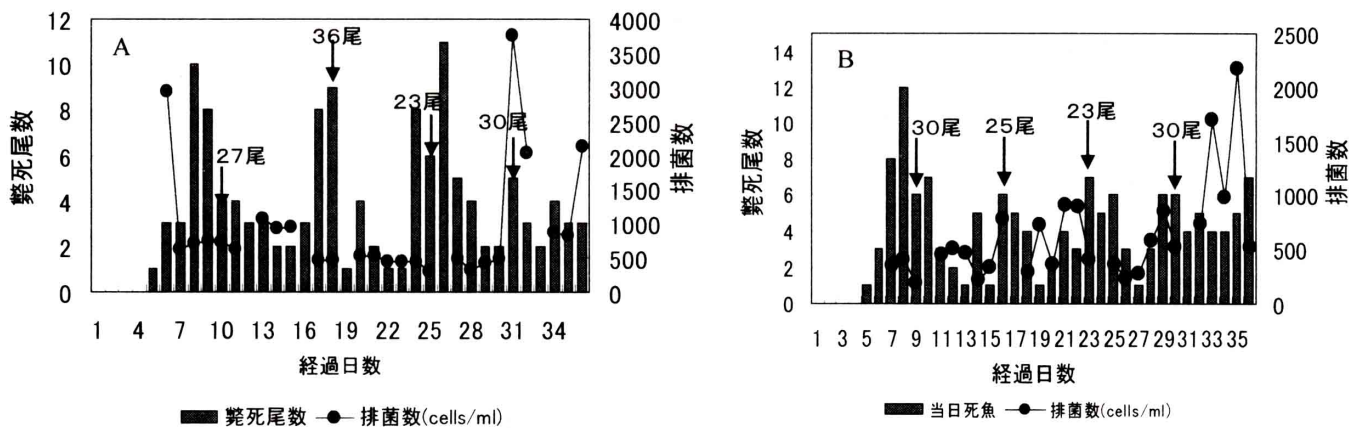 A
斃死尾数
12
10
8
6
4
2
0
27尾
36尾
23尾
30尾
4000
3500
3000
2500
2000
1500
1000
500
0
排菌数
1 4 7 10 13 16 19 22 25 28 31 34
経過日数
斃死尾数 排菌数(cells/ml)
B
斃死尾数
14
12
10
8
6
4
2
0
30尾
25尾
23尾
30尾
2500
2000
1500
1000
500
0
排菌数
1 3 5 7 9 11 13 15 17 19 21 23 25 27 29 31 33 35
経過日数
当日死魚 排菌数(cells/ml)